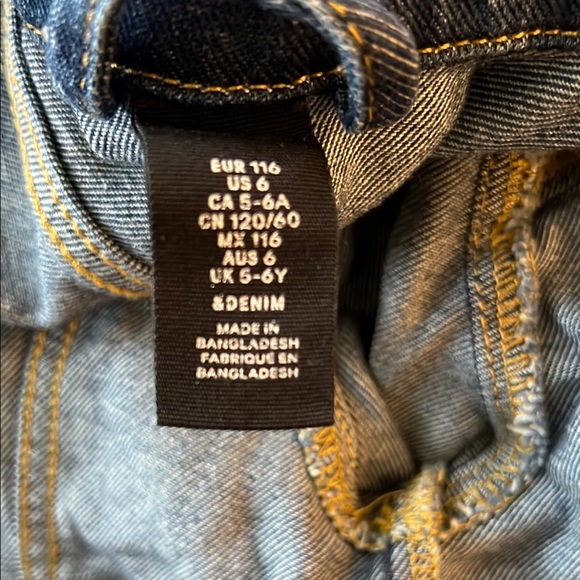 EUR 116
US 6
CA 5-6A
CN 120/60
MX 116
AUS 6
UK 5-6Y
&DENIM
MADE IN
BANGLADESH
FABRIQUE EN
BANGLADESH